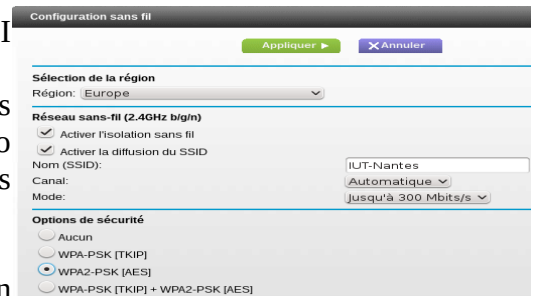 Configuration sans fil
I
Appliquer ▶ X Annuler
Sélection de la région
Région: Europe
s
Réseau sans-fil (2.4GHz b/g/n)
Activer l'isolation sans fil
o
Activer la diffusion du SSID
Nom (SSID): IUT-Nantes
s
Canal: Automatique
Mode: Jusqu'à 300 Mbits/s
Options de sécurité
Aucun
WPA-PSK [TKIP]
WPA2-PSK [AES]
n
WPA-PSK [TKIP] + WPA2-PSK [AES]